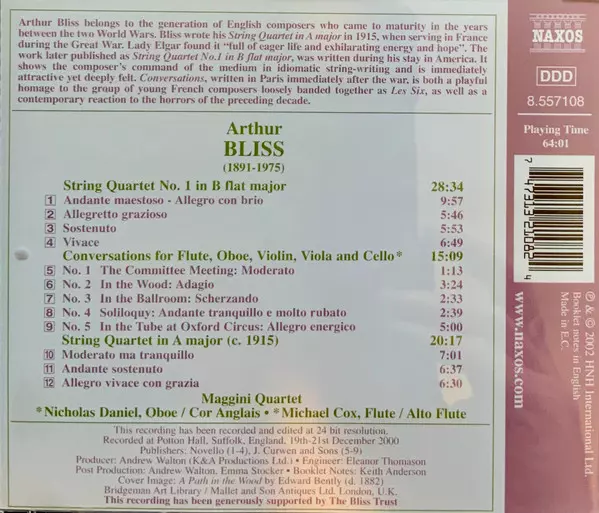 Arthur Bliss belongs to the generation of English composers who came to maturity in the years
between the two World Wars. Bliss wrote his String Quartet in A major in 1915, when serving in France
during the Great War. Lady Elgar found it “full of eager life and exhilarating energy and hope”. The
work later published as String Quartet No.1 in B flat major, was written during his stay in America. It
shows the composer's command of the medium in idiomatic string-writing and is immediately
attractive yet deeply felt. Conversations, written in Paris immediately after the war, is both a playful
homage to the group of young French composers loosely banded together as Les Six, as well as a
contemporary reaction to the horrors of the preceding decade.
Arthur
BLISS
(1891-1975)
String Quartet No. 1 in B flat major 28:34
1 Andante maestoso - Allegro con brio 9:57
2 Allegretto grazioso 5:46
3 Sostenuto 5:53
4 Vivace 6:49
Conversations for Flute, Oboe, Violin, Viola and Cello* 15:09
5 No. 1 The Committee Meeting: Moderato 1:13
6 No. 2 In the Wood: Adagio 3:24
7 No. 3 In the Ballroom: Scherzando 2:33
8 No. 4 Soliloquy: Andante tranquillo e molto rubato 2:39
9 No. 5 In the Tube at Oxford Circus: Allegro energico 5:00
String Quartet in A major (c. 1915) 20:17
10 Moderato ma tranquillo 7:01
11 Andante sostenuto 6:37
12 Allegro vivace con grazia 6:30
Maggini Quartet
*Nicholas Daniel, Oboe / Cor Anglais • *Michael Cox, Flute / Alto Flute
This recording has been recorded and edited at 24 bit resolution.
Recorded at Potton Hall, Suffolk, England, 19th-21st December 2000
Publishers: Novello (1-4), J. Curwen and Sons (5-9)
Producer: Andrew Walton (K&A Productions Ltd.) • Engineer: Eleanor Thomason
Post Production: Andrew Walton, Emma Stocker • Booklet Notes: Keith Anderson
Cover Image: A Path in the Wood by Edward Bently (d. 1882)
Bridgeman Art Library / Mallet and Son Antiques Ltd. London, U.K.
This recording has been generously supported by The Bliss Trust
NAXOS
DDD
8.557108
Playing Time
64:01
7 47313 21082 4
www.naxos.com
℗ & © 2002 HNH International Ltd.
Booklet notes in English
Made in E.C.